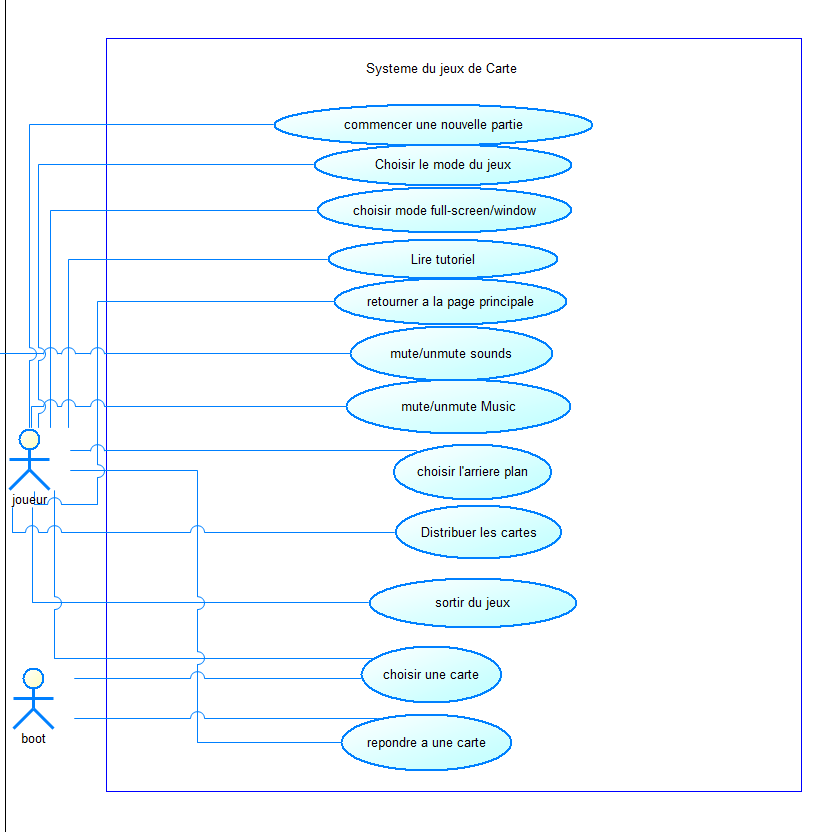 Systeme du jeux de Carte
commencer une nouvelle partie
Choisir le mode du jeux
choisir mode full-screen/window
Lire tutoriel
retourner a la page principale
mute/unmute sounds
mute/unmute Music
choisir l'arriere plan
joueur
Distribuer les cartes
sortir du jeux
choisir une carte
boot
repondre a une carte